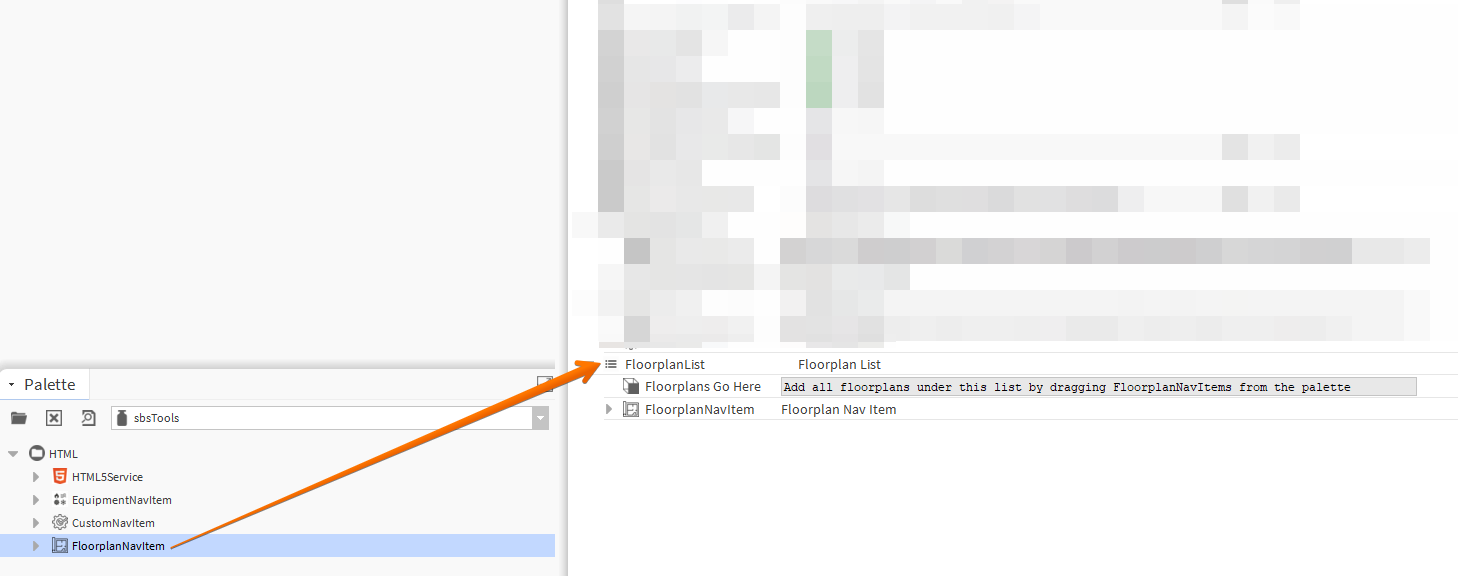 Palette
sbsTools
HTML
HTML5Service
EquipmentNavItem
CustomNavItem
FloorplanNavItem
FloorplanList Floorplan List
Floorplans Go Here Add all floorplans under this list by dragging FloorplanNavItems from the palette
FloorplanNavItem Floorplan Nav Item